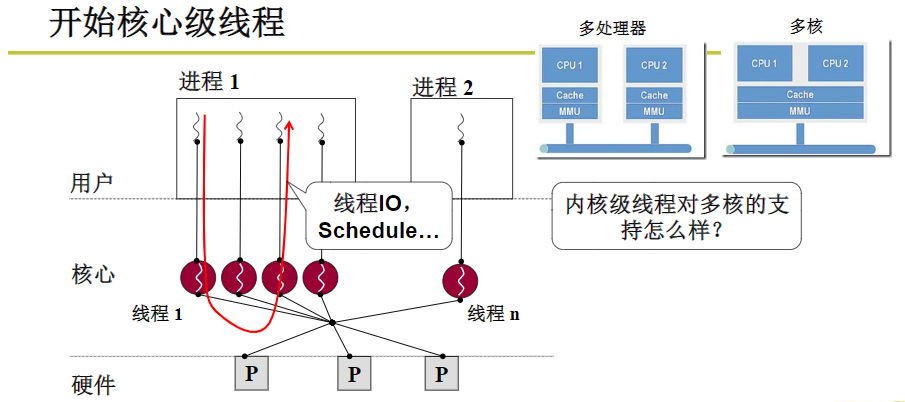 开始核心级线程
多处理器
多核
CPU 1
CPU 2
Cache
Cache
MMU
MMU
CPU 1
CPU 2
Cache
MMU
进程 1
进程 2
用户
线程IO，
Schedule…
内核级线程对多核的支
持怎么样？
核心
线程 1
线程 n
P
P
P
硬件